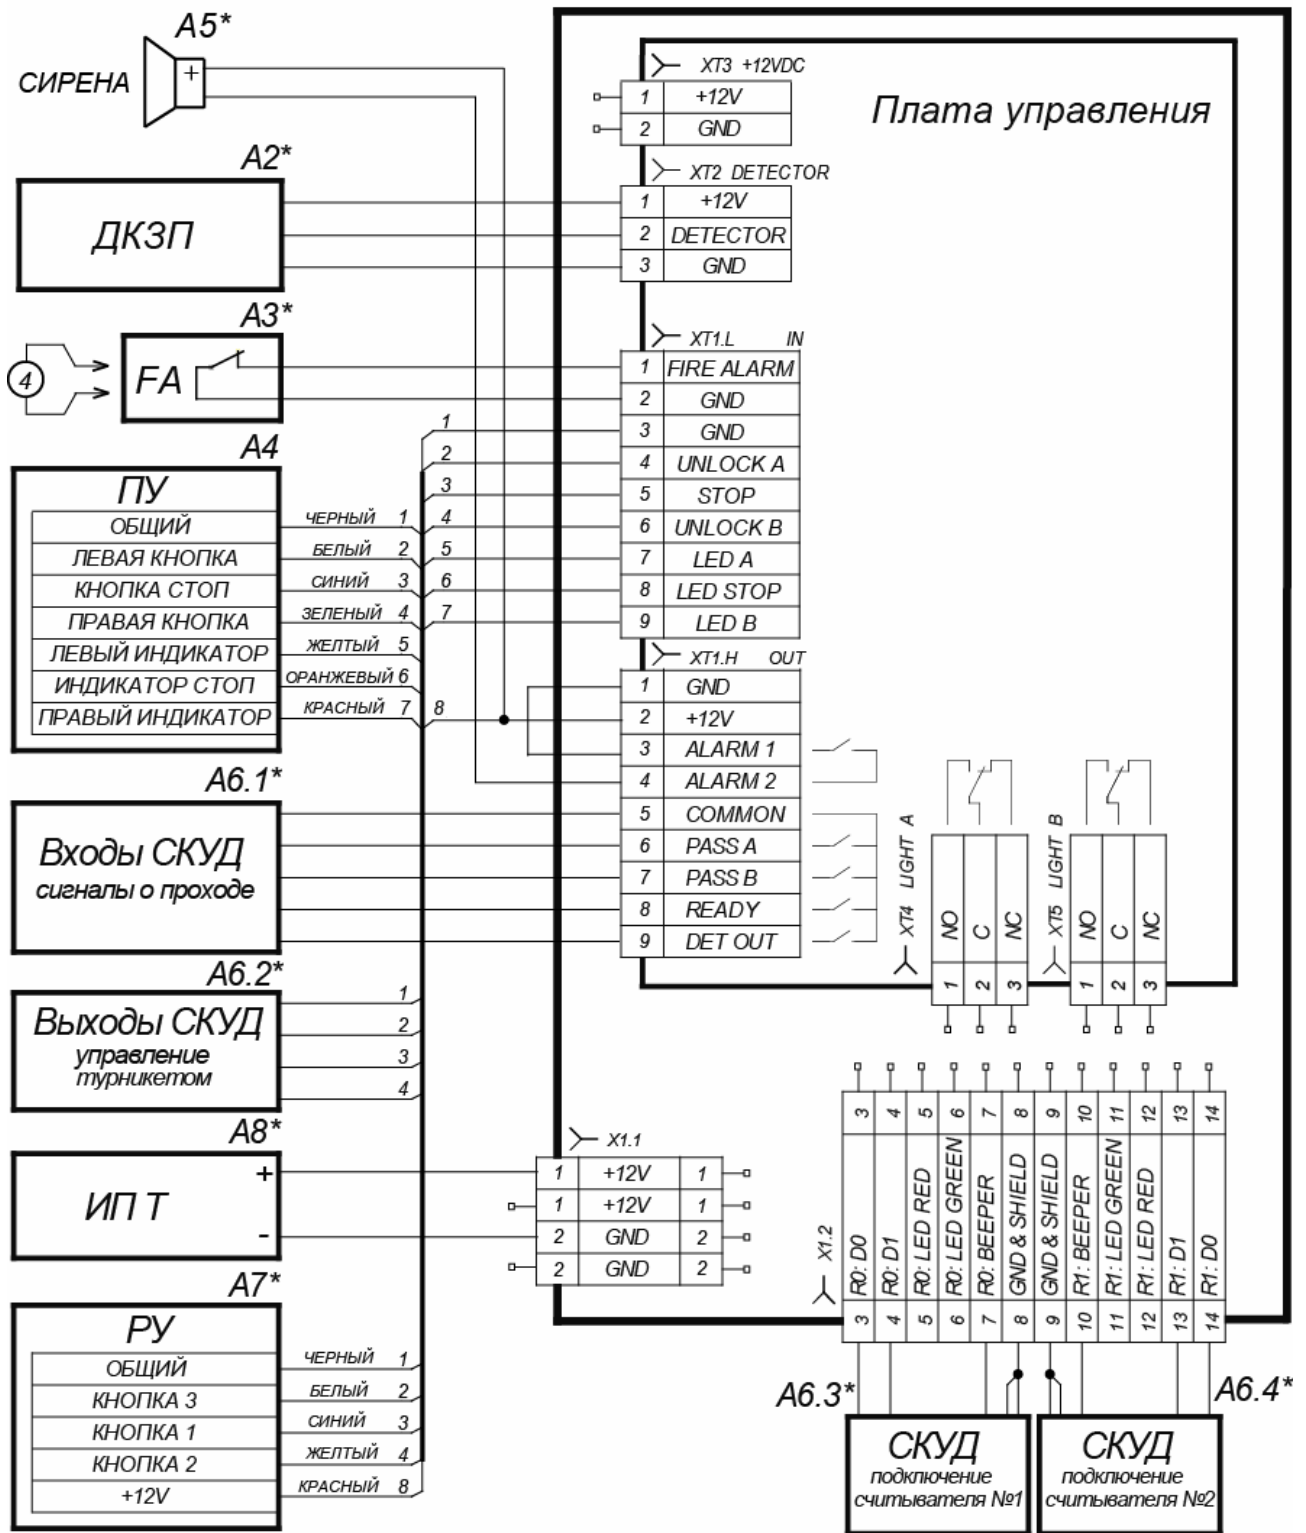 A5*
СИРЕНА
+
XT3 +12VDC
1 +12V
2 GND
Плата управления
A2*
ДКЗП
XT2 DETECTOR
1 +12V
2 DETECTOR
3 GND
A3*
4
FA
XT1.L IN
1 FIRE ALARM
2 GND
3 GND
4 UNLOCK A
5 STOP
6 UNLOCK B
7 LED A
8 LED STOP
9 LED B
1
2
3
4
5
6
7
8
A4
ПУ
ОБЩИЙ ЧЕРНЫЙ 1
ЛЕВАЯ КНОПКА БЕЛЫЙ 2
КНОПКА СТОП СИНИЙ 3
ПРАВАЯ КНОПКА ЗЕЛЕНЫЙ 4
ЛЕВЫЙ ИНДИКАТОР ЖЕЛТЫЙ 5
ИНДИКАТОР СТОП ОРАНЖЕВЫЙ 6
ПРАВЫЙ ИНДИКАТОР КРАСНЫЙ 7
XT1.H OUT
1 GND
2 +12V
3 ALARM 1
4 ALARM 2
5 COMMON
6 PASS A
7 PASS B
8 READY
9 DET OUT
A6.1*
Входы СКУД
сигналы о проходе
XT4 LIGHT A
NO C NC
1 2 3
XT5 LIGHT B
NO C NC
1 2 3
A6.2*
Выходы СКУД
управление
турникетом
1
2
3
4
A8*
ИП Т
+
-
X1.1
1 +12V 1
1 +12V 1
2 GND 2
2 GND 2
A7*
РУ
ОБЩИЙ ЧЕРНЫЙ 1
КНОПКА 3 БЕЛЫЙ 2
КНОПКА 1 СИНИЙ 3
КНОПКА 2 ЖЕЛТЫЙ 4
+12V КРАСНЫЙ 8
X1.2
3 R0: D0 3
4 R0: D1 4
5 R0: LED RED 5
6 R0: LED GREEN 6
7 R0: BEEPER 7
8 GND & SHIELD 8
9 GND & SHIELD 9
10 R1: BEEPER 10
11 R1: LED GREEN 11
12 R1: LED RED 12
13 R1: D1 13
14 R1: D0 14
A6.3*
СКУД
подключение
считывателя №1
A6.4*
СКУД
подключение
считывателя №2